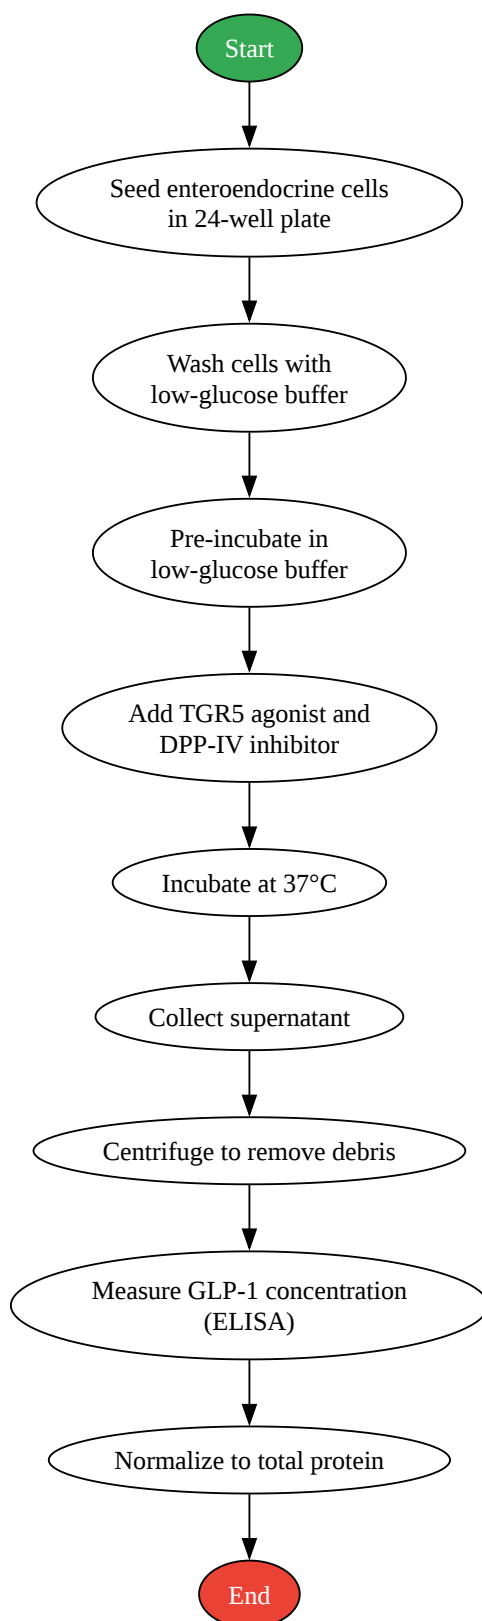 Start
Seed enteroendocrine cells
in 24-well plate
Wash cells with
low-glucose buffer
Pre-incubate in
low-glucose buffer
Add TGR5 agonist and
DPP-IV inhibitor
Incubate at 37°C
Collect supernatant
Centrifuge to remove debris
Measure GLP-1 concentration
(ELISA)
Normalize to total protein
End